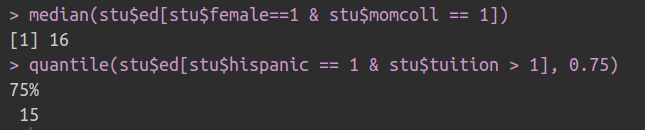 > median(stu$ed[stu$female==1 & stu$momcoll == 1])
[1] 16
> quantile(stu$ed[stu$hispanic == 1 & stu$tuition > 1], 0.75)
75%
 15